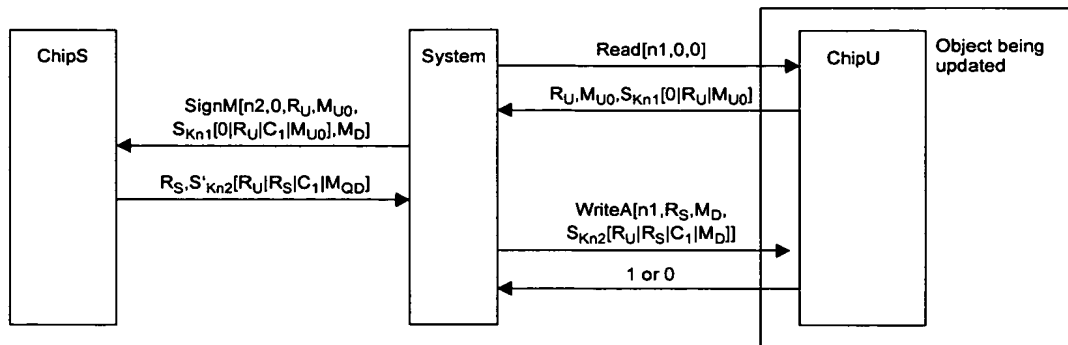 ChipS
System
ChipU
Object being
updated
Read[n1,0,0]
R_U,M_U0,S_Kn1[0|R_U|M_U0]
SignM[n2,0,R_U,M_U0,
S_Kn1[0|R_U|C_1|M_U0],M_D]
R_S,S'_Kn2[R_U|R_S|C_1|M_QD]
WriteA[n1,R_S,M_D,
S_Kn2[R_U|R_S|C_1|M_D]]
1 or 0